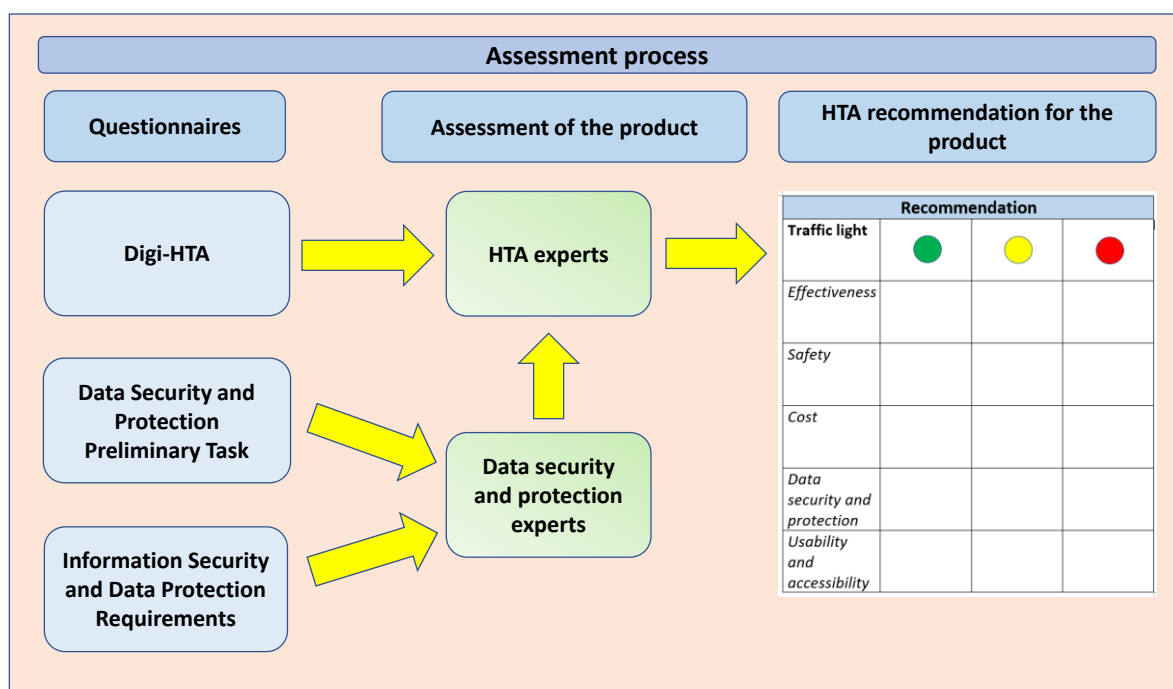 Assessment process
Questionnaires
Assessment of the product
HTA recommendation for the
product
Digi-HTA
HTA experts
Data Security and
Protection
Preliminary Task
Data security
and protection
experts
Information Security
and Data Protection
Requirements
Recommendation
Traffic light
Effectiveness
Safety
Cost
Data
security and
protection
Usability
and
accessibility